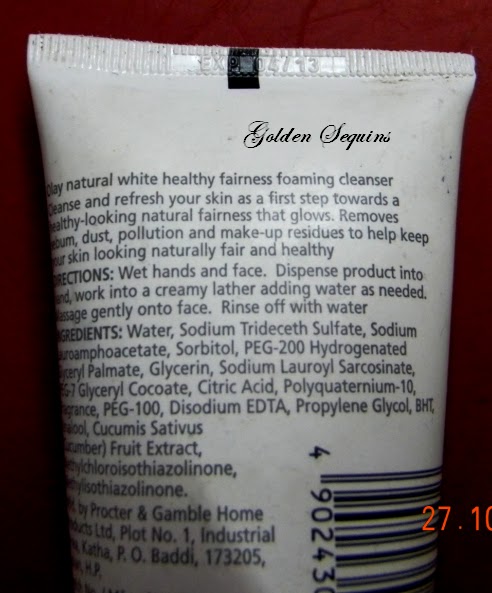 EXP 04/13
Golden Sequins
Olay natural white healthy fairness foaming cleanser
Cleanse and refresh your skin as a first step towards a
healthy-looking natural fairness that glows. Removes
sebum, dust, pollution and make-up residues to help keep
your skin looking naturally fair and healthy
DIRECTIONS: Wet hands and face. Dispense product into
hand, work into a creamy lather adding water as needed.
Massage gently onto face. Rinse off with water
INGREDIENTS: Water, Sodium Trideceth Sulfate, Sodium
Lauroamphoacetate, Sorbitol, PEG-200 Hydrogenated
Glyceryl Palmate, Glycerin, Sodium Lauroyl Sarcosinate,
PEG-7 Glyceryl Cocoate, Citric Acid, Polyquaternium-10,
Fragrance, PEG-100, Disodium EDTA, Propylene Glycol, BHT,
Linalool, Cucumis Sativus
(Cucumber) Fruit Extract,
Methylchloroisothiazolinone,
Methylisothiazolinone.
by Procter & Gamble Home
Products Ltd, Plot No. 1, Industrial
Katha, P. O. Baddi, 173205,
H.P.
4 902430
27.10